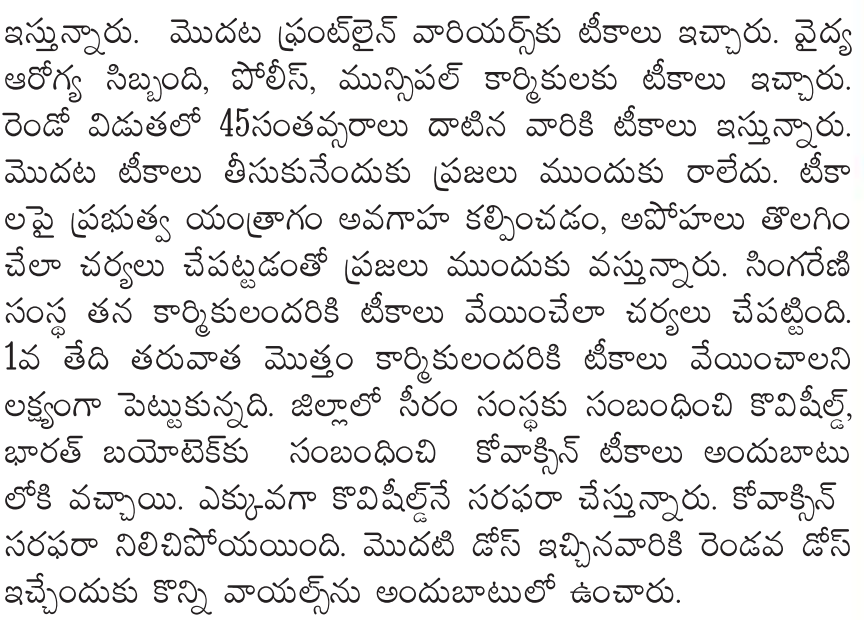 ఇస్తున్నారు. మొదట ఫ్రంట్‌లైన్ వారియర్స్‌కు టీకాలు ఇచ్చారు. వైద్య
ఆరోగ్య సిబ్బంది, పోలీస్, మున్సిపల్ కార్మికులకు టీకాలు ఇచ్చారు.
రెండో విడుతలో 45సంతవ్సరాలు దాటిన వారికి టీకాలు ఇస్తున్నారు.
మొదట టీకాలు తీసుకునేందుకు ప్రజలు ముందుకు రాలేదు. టీకా
లపై ప్రభుత్వ యంత్రాగం అవగాహ కల్పించడం, అపోహలు తొలగిం
చేలా చర్యలు చేపట్టడంతో ప్రజలు ముందుకు వస్తున్నారు. సింగరేణి
సంస్థ తన కార్మికులందరికి టీకాలు వేయించేలా చర్యలు చేపట్టింది.
1వ తేది తరువాత మొత్తం కార్మికులందరికి టీకాలు వేయించాలని
లక్ష్యంగా పెట్టుకున్నది. జిల్లాలో సీరం సంస్థకు సంబంధించి కొవిషీల్డ్,
భారత్ బయోటెక్‌కు సంబంధించి కోవాక్సిన్ టీకాలు అందుబాటు
లోకి వచ్చాయి. ఎక్కువగా కొవిషీల్డ్‌నే సరఫరా చేస్తున్నారు. కోవాక్సిన్
సరఫరా నిలిచిపోయయింది. మొదటి డోస్ ఇచ్చినవారికి రెండవ డోస్
ఇచ్చేందుకు కొన్ని వాయల్స్‌ను అందుబాటులో ఉంచారు.